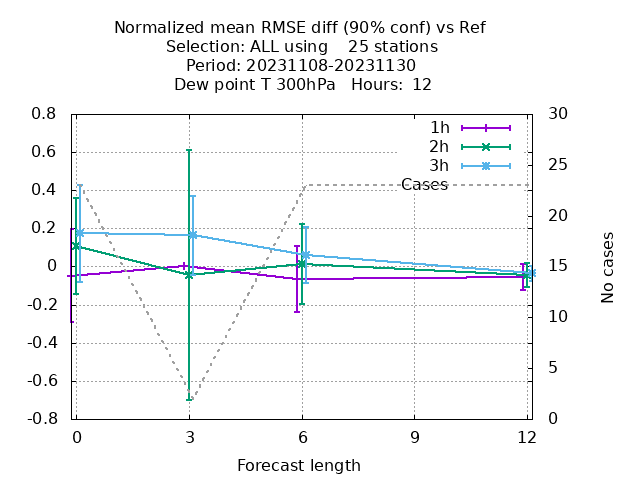 Normalized mean RMSE diff (90% conf) vs Ref
Selection: ALL using    25 stations
Period: 20231108-20231130
Dew point T 300hPa   Hours:  12
0.8
0.6
0.4
0.2
0
-0.2
-0.4
-0.6
-0.8
30
25
20
15
10
5
0
1h
2h
3h
Cases
No cases
0
3
6
9
12
Forecast length